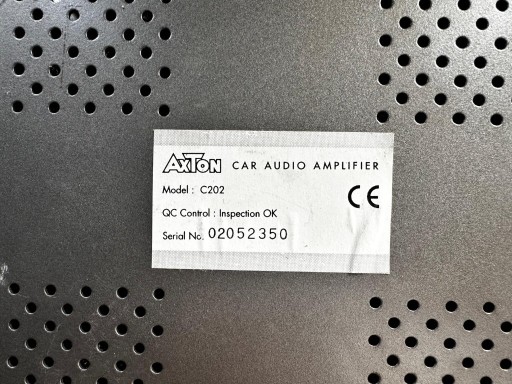 AXTON CAR AUDIO AMPLIFIER
Model : C202
CE
QC Control : Inspection OK
Serial No. 02052350